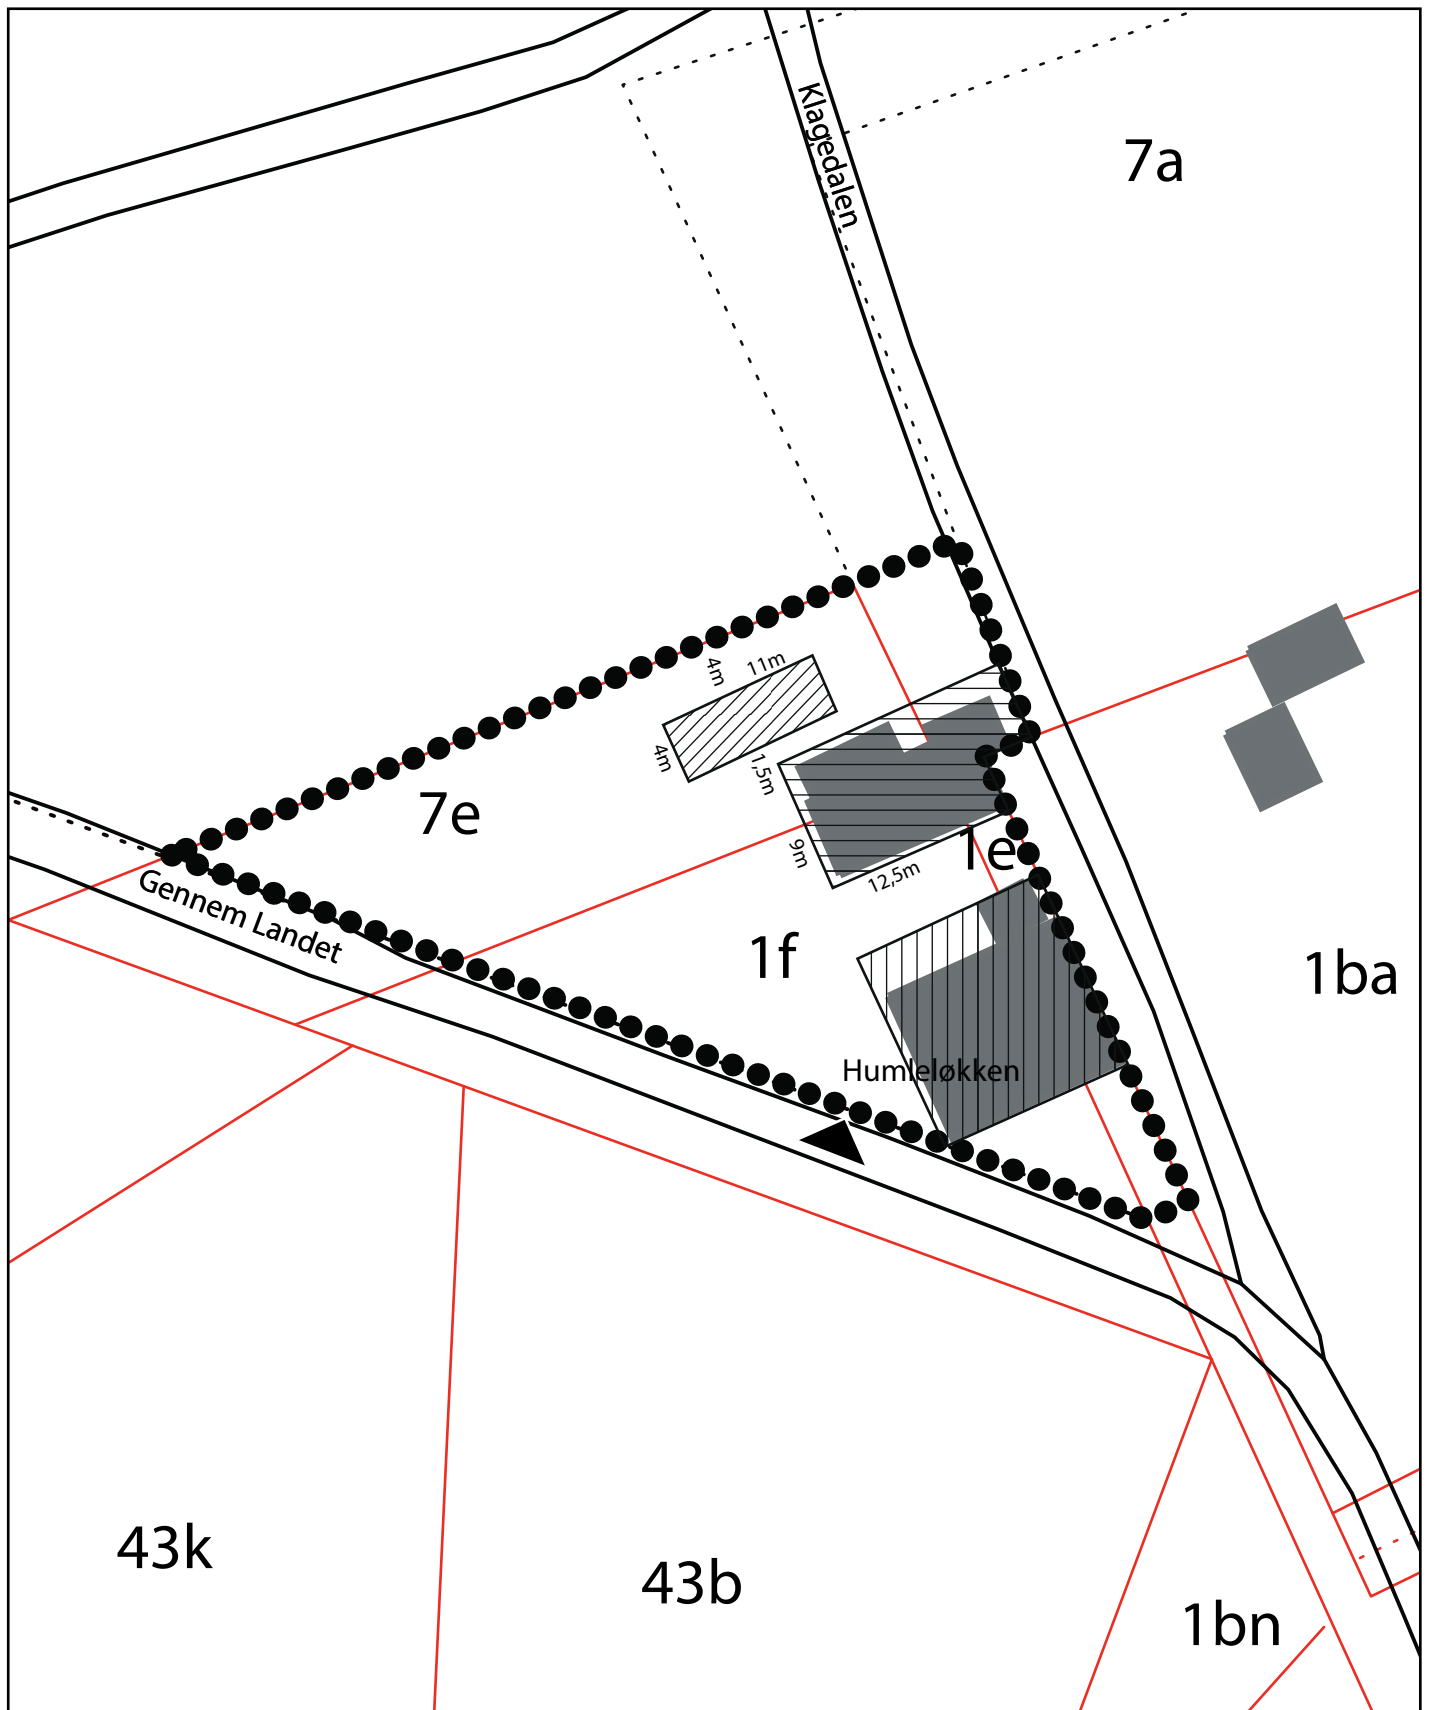 Klagedalen
7a
4m
11m
4m
1,5m
7e
9m
12,5m
1e
Gennem Landet
1f
1ba
Humleløkken
43k
43b
1bn